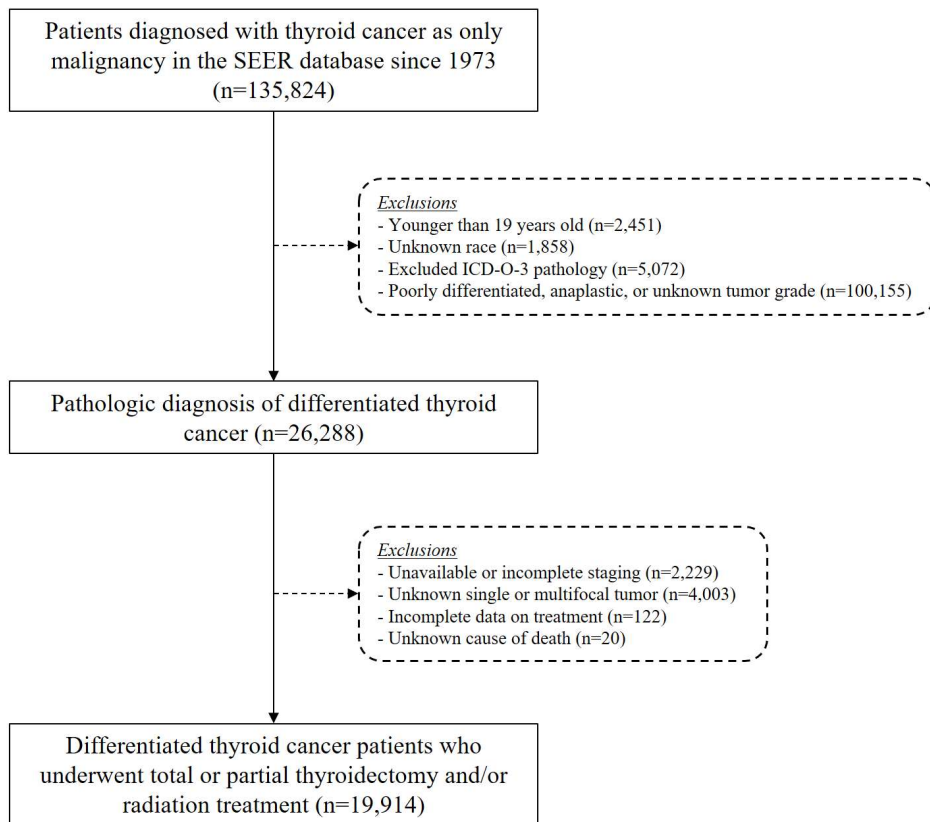 Patients diagnosed with thyroid cancer as only
malignancy in the SEER database since 1973
(n=135,824)
Exclusions
- Younger than 19 years old (n=2,451)
- Unknown race (n=1,858)
- Excluded ICD-O-3 pathology (n=5,072)
- Poorly differentiated, anaplastic, or unknown tumor grade (n=100,155)
Pathologic diagnosis of differentiated thyroid
cancer (n=26,288)
Exclusions
- Unavailable or incomplete staging (n=2,229)
- Unknown single or multifocal tumor (n=4,003)
- Incomplete data on treatment (n=122)
- Unknown cause of death (n=20)
Differentiated thyroid cancer patients who
underwent total or partial thyroidectomy and/or
radiation treatment (n=19,914)